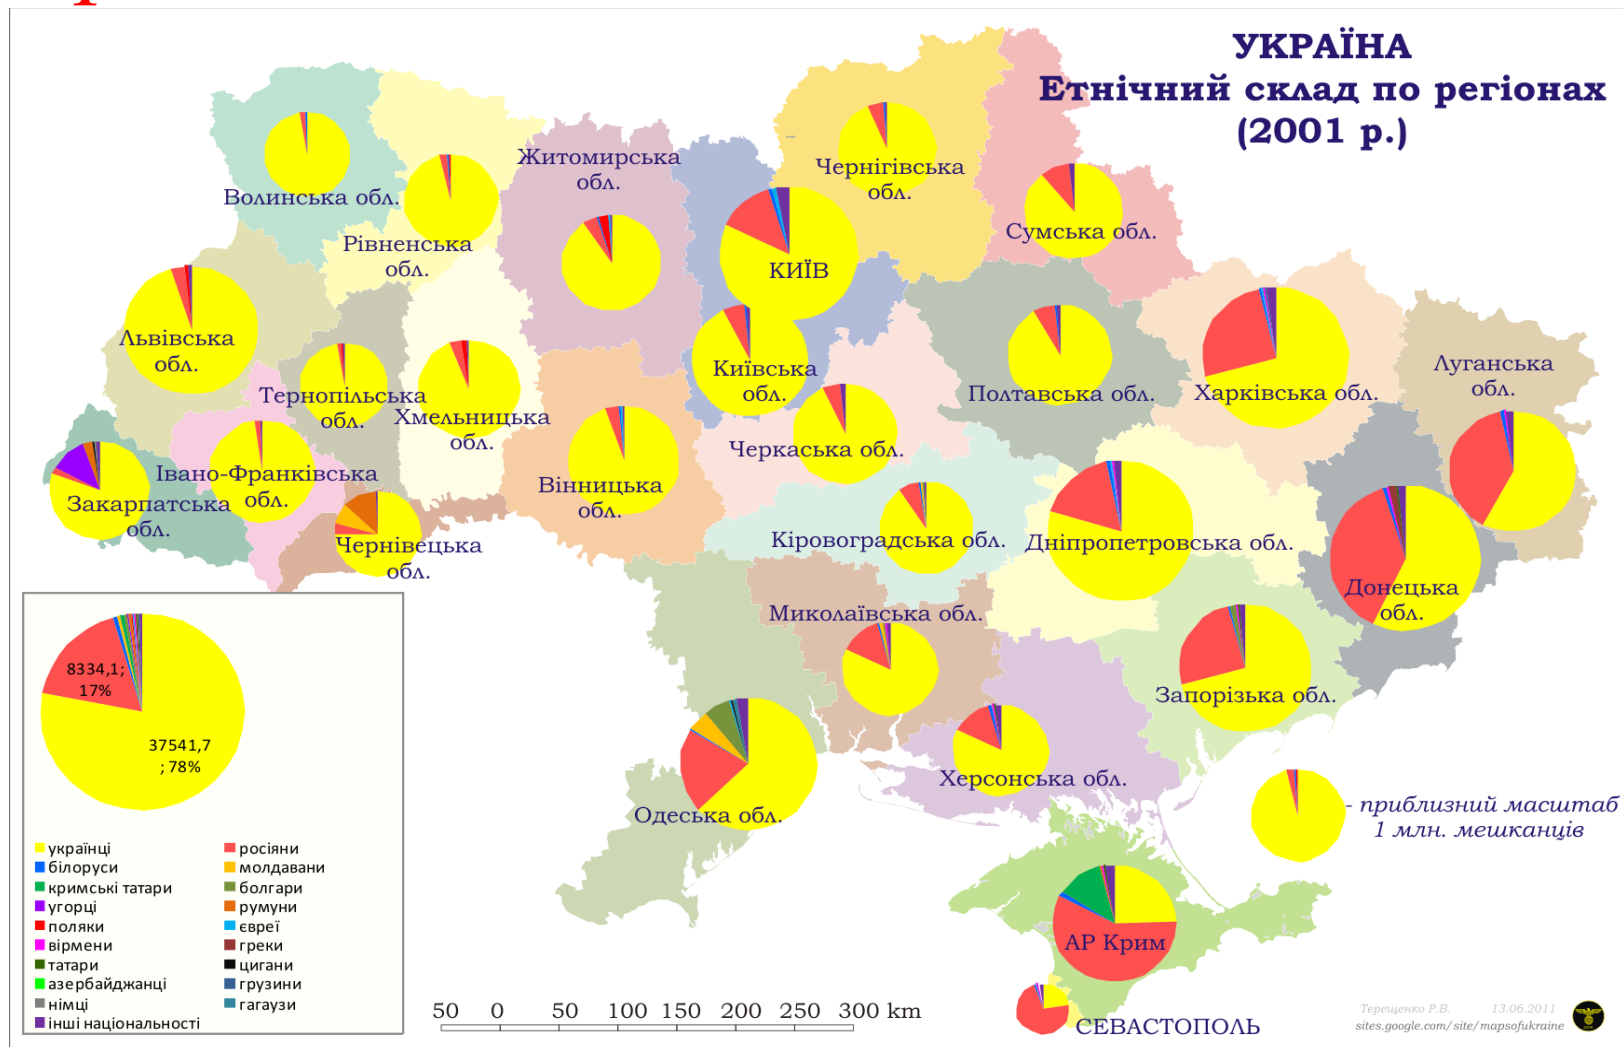 УКРАЇНА
Етнічний склад по регіонах
(2001 р.)
Волинська обл.
Рівненська
обл.
Житомирська
обл.
Чернігівська
обл.
Сумська обл.
КИЇВ
Київська
обл.
Львівська
обл.
Тернопільська
обл.
Хмельницька
обл.
Івано-Франківська
обл.
Закарпатська
обл.
Чернівецька
обл.
Вінницька
обл.
Черкаська обл.
Полтавська обл.
Харківська обл.
Луганська
обл.
Донецька
обл.
Дніпропетровська обл.
Кіровоградська обл.
Миколаївська обл.
Запорізька обл.
Херсонська обл.
Одеська обл.
АР Крим
СЕВАСТОПОЛЬ
- приблизний масштаб
1 млн. мешканців
8334,1;
17%
37541,7
; 78%
українці
росіяни
білоруси
молдавани
кримські татари
болгари
угорці
румуни
поляки
євреї
вірмени
греки
татари
цигани
азербайджанці
грузини
німці
гагаузи
інші національності
50 0 50 100 150 200 250 300 km
Терещенко Р.В. 13.06.2011
sites.google.com/site/mapsofukraine